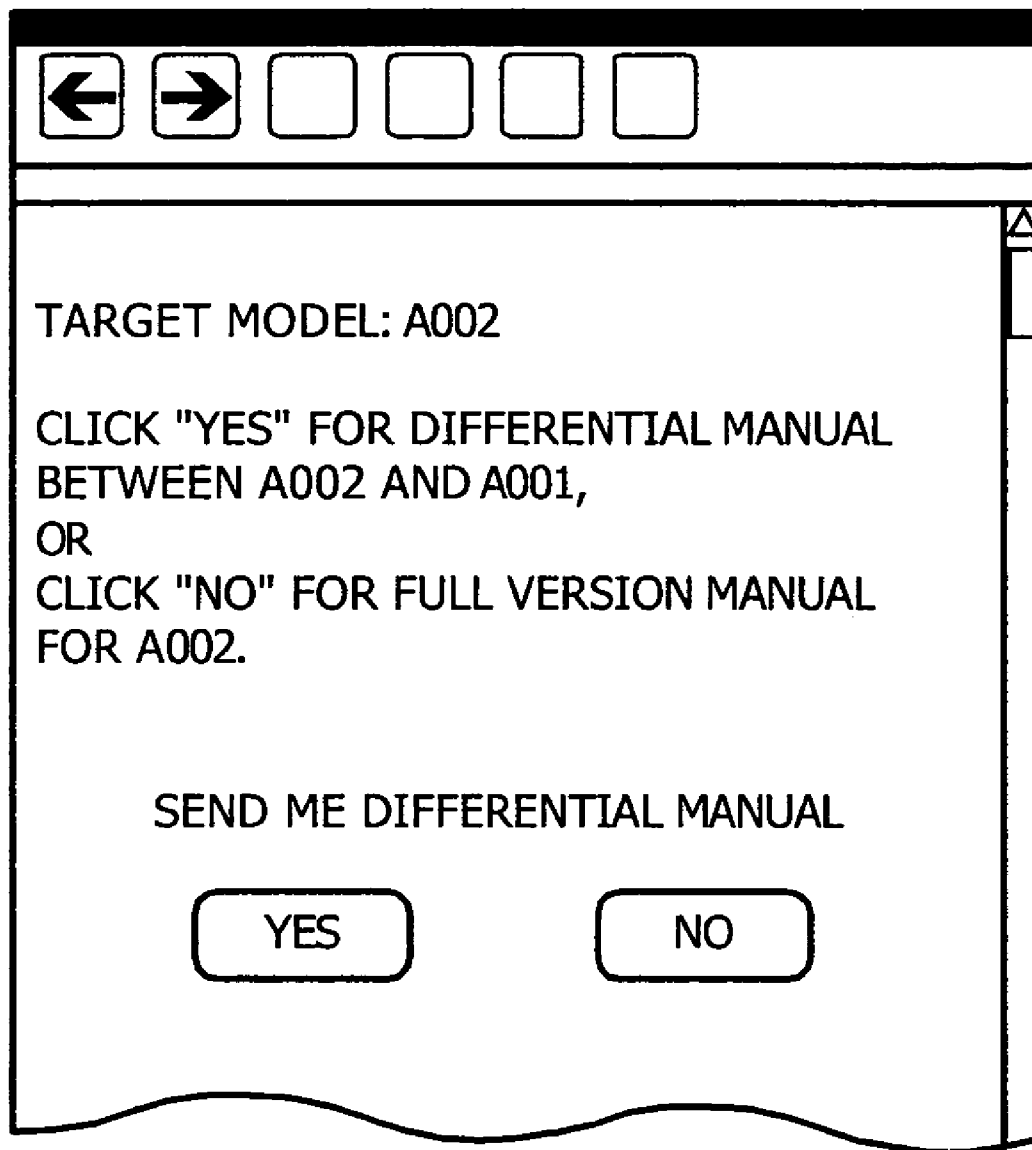 TARGET MODEL: A002
CLICK "YES" FOR DIFFERENTIAL MANUAL
BETWEEN A002 AND A001,
OR
CLICK "NO" FOR FULL VERSION MANUAL
FOR A002.
SEND ME DIFFERENTIAL MANUAL
YES NO